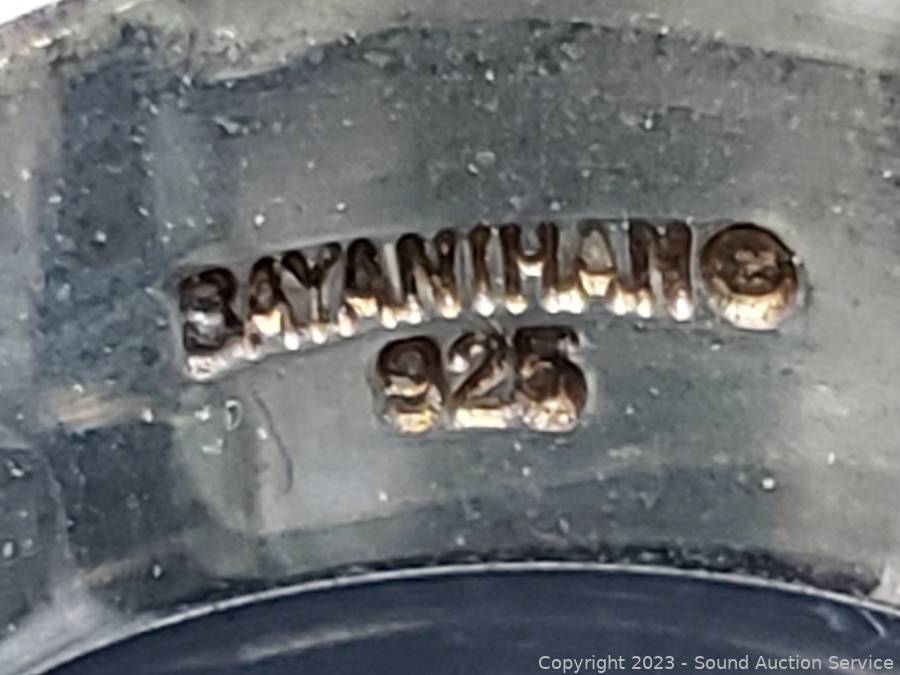 BAYANIHAN ©
925
Copyright 2023 - Sound Auction Service